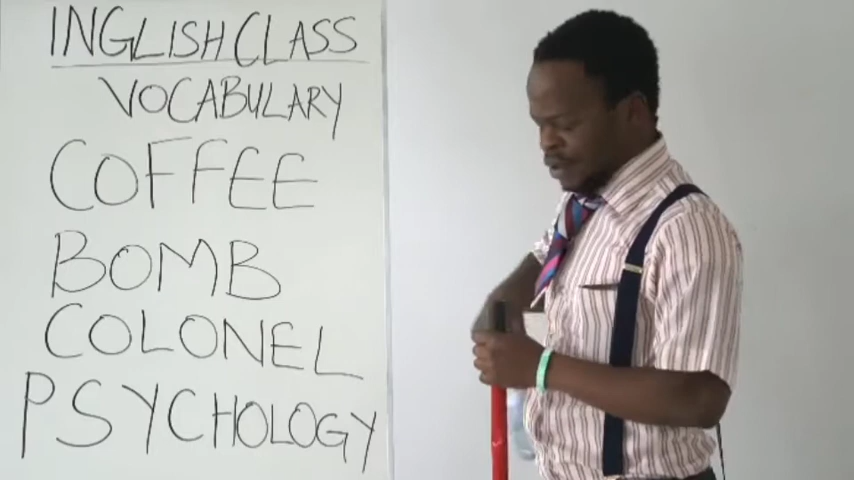 INGLISH CLASS
VOCABULARY
COFFEE
BOMB
COLONEL
PSYCHOLOGY